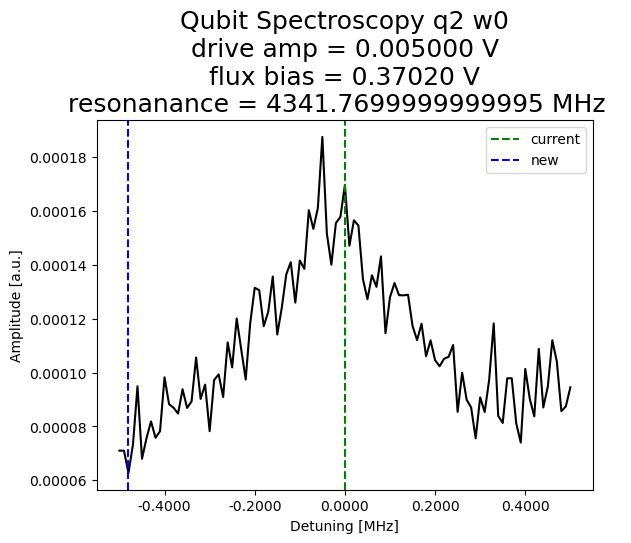 Qubit Spectroscopy q2 w0
drive amp = 0.005000 V
flux bias = 0.37020 V
resonanance = 4341.7699999999995 MHz
current
new
0.00018
0.00016
0.00014
0.00012
0.00010
0.00008
0.00006
Amplitude [a.u.]
-0.4000 -0.2000 0.0000 0.2000 0.4000
Detuning [MHz]